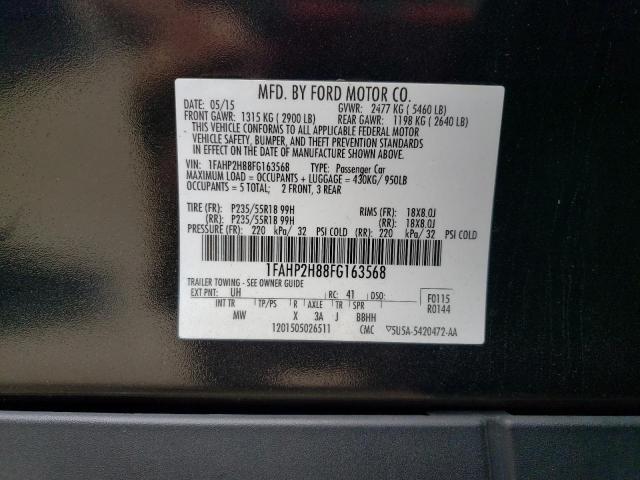 MFD. BY FORD MOTOR CO.
DATE: 05/15 GVWR: 2477 KG ( 5460 LB)
FRONT GAWR: 1315 KG ( 2900 LB) REAR GAWR: 1198 KG ( 2640 LB)
THIS VEHICLE CONFORMS TO ALL APPLICABLE FEDERAL MOTOR
VEHICLE SAFETY, BUMPER, AND THEFT PREVENTION STANDARDS
IN EFFECT ON THE DATE OF MANUFACTURE SHOWN ABOVE.
VIN: 1FAHP2H88FG163568 TYPE: Passenger Car
MAXIMUM LOAD = OCCUPANTS + LUGGAGE = 430KG/ 950LB
OCCUPANTS = 5 TOTAL; 2 FRONT, 3 REAR
TIRE (FR): P235/55R18 99H RIMS (FR): 18X8.0J
(RR): P235/55R18 99H (RR): 18X8.0J
PRESSURE (FR): 220 kPa/ 32 PSI COLD (RR): 220 kPa/ 32 PSI COLD
1FAHP2H88FG163568
TRAILER TOWING - SEE OWNER GUIDE
EXT PNT: UH RC: 41 DSO: F0115
INT TR TP/PS R AXLE TR SPR R0144
MW X 3A J BBHH
1201505026511 CMC 5U5A-5420472-AA